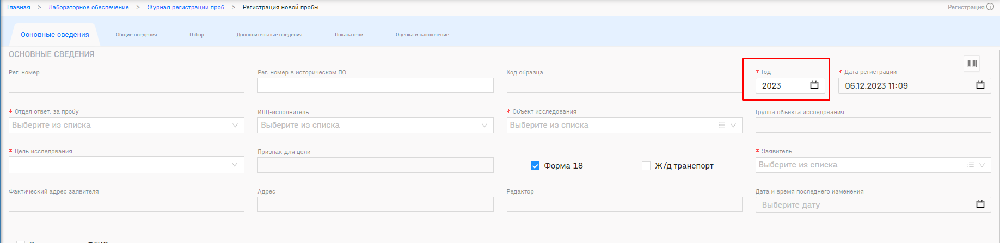 Главная > Лабораторное обеспечение > Журнал регистрации проб > Регистрация новой пробы
Регистрация
Основные сведения
Общие сведения
Отбор
Дополнительные сведения
Показатели
Оценка и заключение
ОСНОВНЫЕ СВЕДЕНИЯ
Рег. номер
Рег. номер в историческом ПО
Код образца
* Год
2023
* Дата регистрации
06.12.2023 11:09
* Отдел ответ. за пробу
Выберите из списка
ИЛЦ-исполнитель
Выберите из списка
* Объект исследования
Выберите из списка
Группа объекта исследования
* Цель исследования
Признак для цели
Форма 18
Ж/д транспорт
* Заявитель
Выберите из списка
Фактический адрес заявителя
Адрес
Редактор
Дата и время последнего изменения
Выберите дату